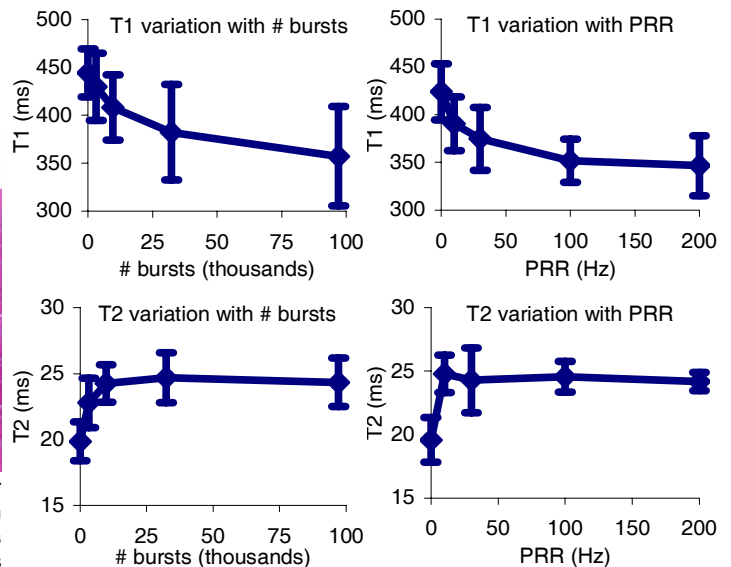 T1 variation with # bursts
500
450
400
350
300
T1 (ms)
0 25 50 75 100
# bursts (thousands)
T1 variation with PRR
500
450
400
350
300
T1 (ms)
0 50 100 150 200
PRR (Hz)
T2 variation with # bursts
30
25
20
15
T2 (ms)
0 25 50 75 100
# bursts (thousands)
T2 variation with PRR
30
25
20
15
T2 (ms)
0 50 100 150 200
PRR (Hz)